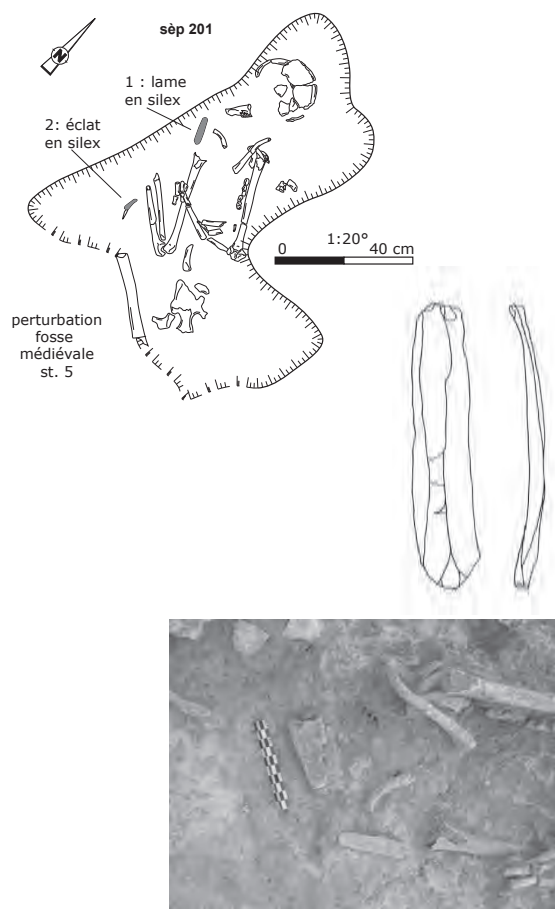 sèp 201
1 : lame
en silex
2: éclat
en silex
N
1:20°
0 40 cm
perturbation
fosse
médiévale
st. 5